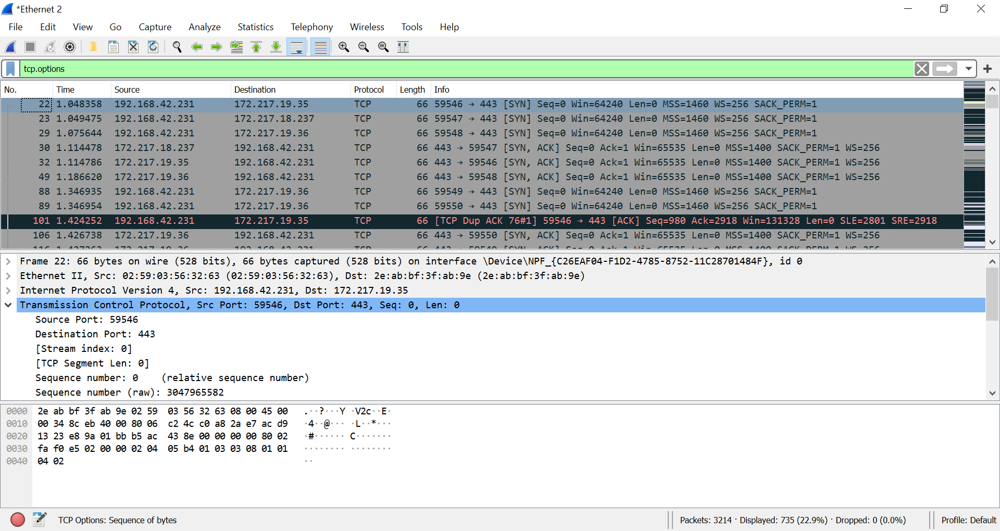 *Ethernet 2
File Edit View Go Capture Analyze Statistics Telephony Wireless Tools Help
tcp.options
No. Time Source Destination Protocol Length Info
22 1.048358 192.168.42.231 172.217.19.35 TCP 66 59546 → 443 [SYN] Seq=0 Win=64240 Len=0 MSS=1460 WS=256 SACK_PERM=1
23 1.049475 192.168.42.231 172.217.18.237 TCP 66 59547 → 443 [SYN] Seq=0 Win=64240 Len=0 MSS=1460 WS=256 SACK_PERM=1
29 1.075644 192.168.42.231 172.217.19.36 TCP 66 59548 → 443 [SYN] Seq=0 Win=64240 Len=0 MSS=1460 WS=256 SACK_PERM=1
30 1.114478 172.217.18.237 192.168.42.231 TCP 66 443 → 59547 [SYN, ACK] Seq=0 Ack=1 Win=65535 Len=0 MSS=1400 SACK_PERM=1 WS=256
32 1.114786 172.217.19.35 192.168.42.231 TCP 66 443 → 59546 [SYN, ACK] Seq=0 Ack=1 Win=65535 Len=0 MSS=1400 SACK_PERM=1 WS=256
49 1.186620 172.217.19.36 192.168.42.231 TCP 66 443 → 59548 [SYN, ACK] Seq=0 Ack=1 Win=65535 Len=0 MSS=1400 SACK_PERM=1 WS=256
88 1.346935 192.168.42.231 172.217.19.36 TCP 66 59549 → 443 [SYN] Seq=0 Win=64240 Len=0 MSS=1460 WS=256 SACK_PERM=1
89 1.346954 192.168.42.231 172.217.19.36 TCP 66 59550 → 443 [SYN] Seq=0 Win=64240 Len=0 MSS=1460 WS=256 SACK_PERM=1
101 1.424252 192.168.42.231 172.217.19.35 TCP 66 [TCP Dup ACK 76#1] 59546 → 443 [ACK] Seq=980 Ack=2918 Win=131328 Len=0 SLE=2801 SRE=2918
106 1.426738 172.217.19.36 192.168.42.231 TCP 66 443 → 59550 [SYN, ACK] Seq=0 Ack=1 Win=65535 Len=0 MSS=1400 SACK_PERM=1 WS=256
Frame 22: 66 bytes on wire (528 bits), 66 bytes captured (528 bits) on interface \Device\NPF_{C26EAF04-F1D2-4785-8752-11C28701484F}, id 0
Ethernet II, Src: 02:59:03:56:32:63 (02:59:03:56:32:63), Dst: 2e:ab:bf:3f:ab:9e (2e:ab:bf:3f:ab:9e)
Internet Protocol Version 4, Src: 192.168.42.231, Dst: 172.217.19.35
Transmission Control Protocol, Src Port: 59546, Dst Port: 443, Seq: 0, Len: 0
Source Port: 59546
Destination Port: 443
[Stream index: 0]
[TCP Segment Len: 0]
Sequence number: 0 (relative sequence number)
Sequence number (raw): 3047965582
0000 2e ab bf 3f ab 9e 02 59 03 56 32 63 08 00 45 00 .··?···Y ·V2c··E·
0010 00 34 8c eb 40 00 80 06 c2 4c c0 a8 2a e7 ac d9 ·4··@··· ·L··*···
0020 13 23 e8 9a 01 bb b5 ac 43 8e 00 00 00 00 80 02 ·#······ C·······
0030 fa f0 e5 02 00 00 02 04 05 b4 01 03 03 08 01 01 ········ ········
0040 04 02 ··
TCP Options: Sequence of bytes
Packets: 3214 · Displayed: 735 (22.9%) · Dropped: 0 (0.0%)
Profile: Default